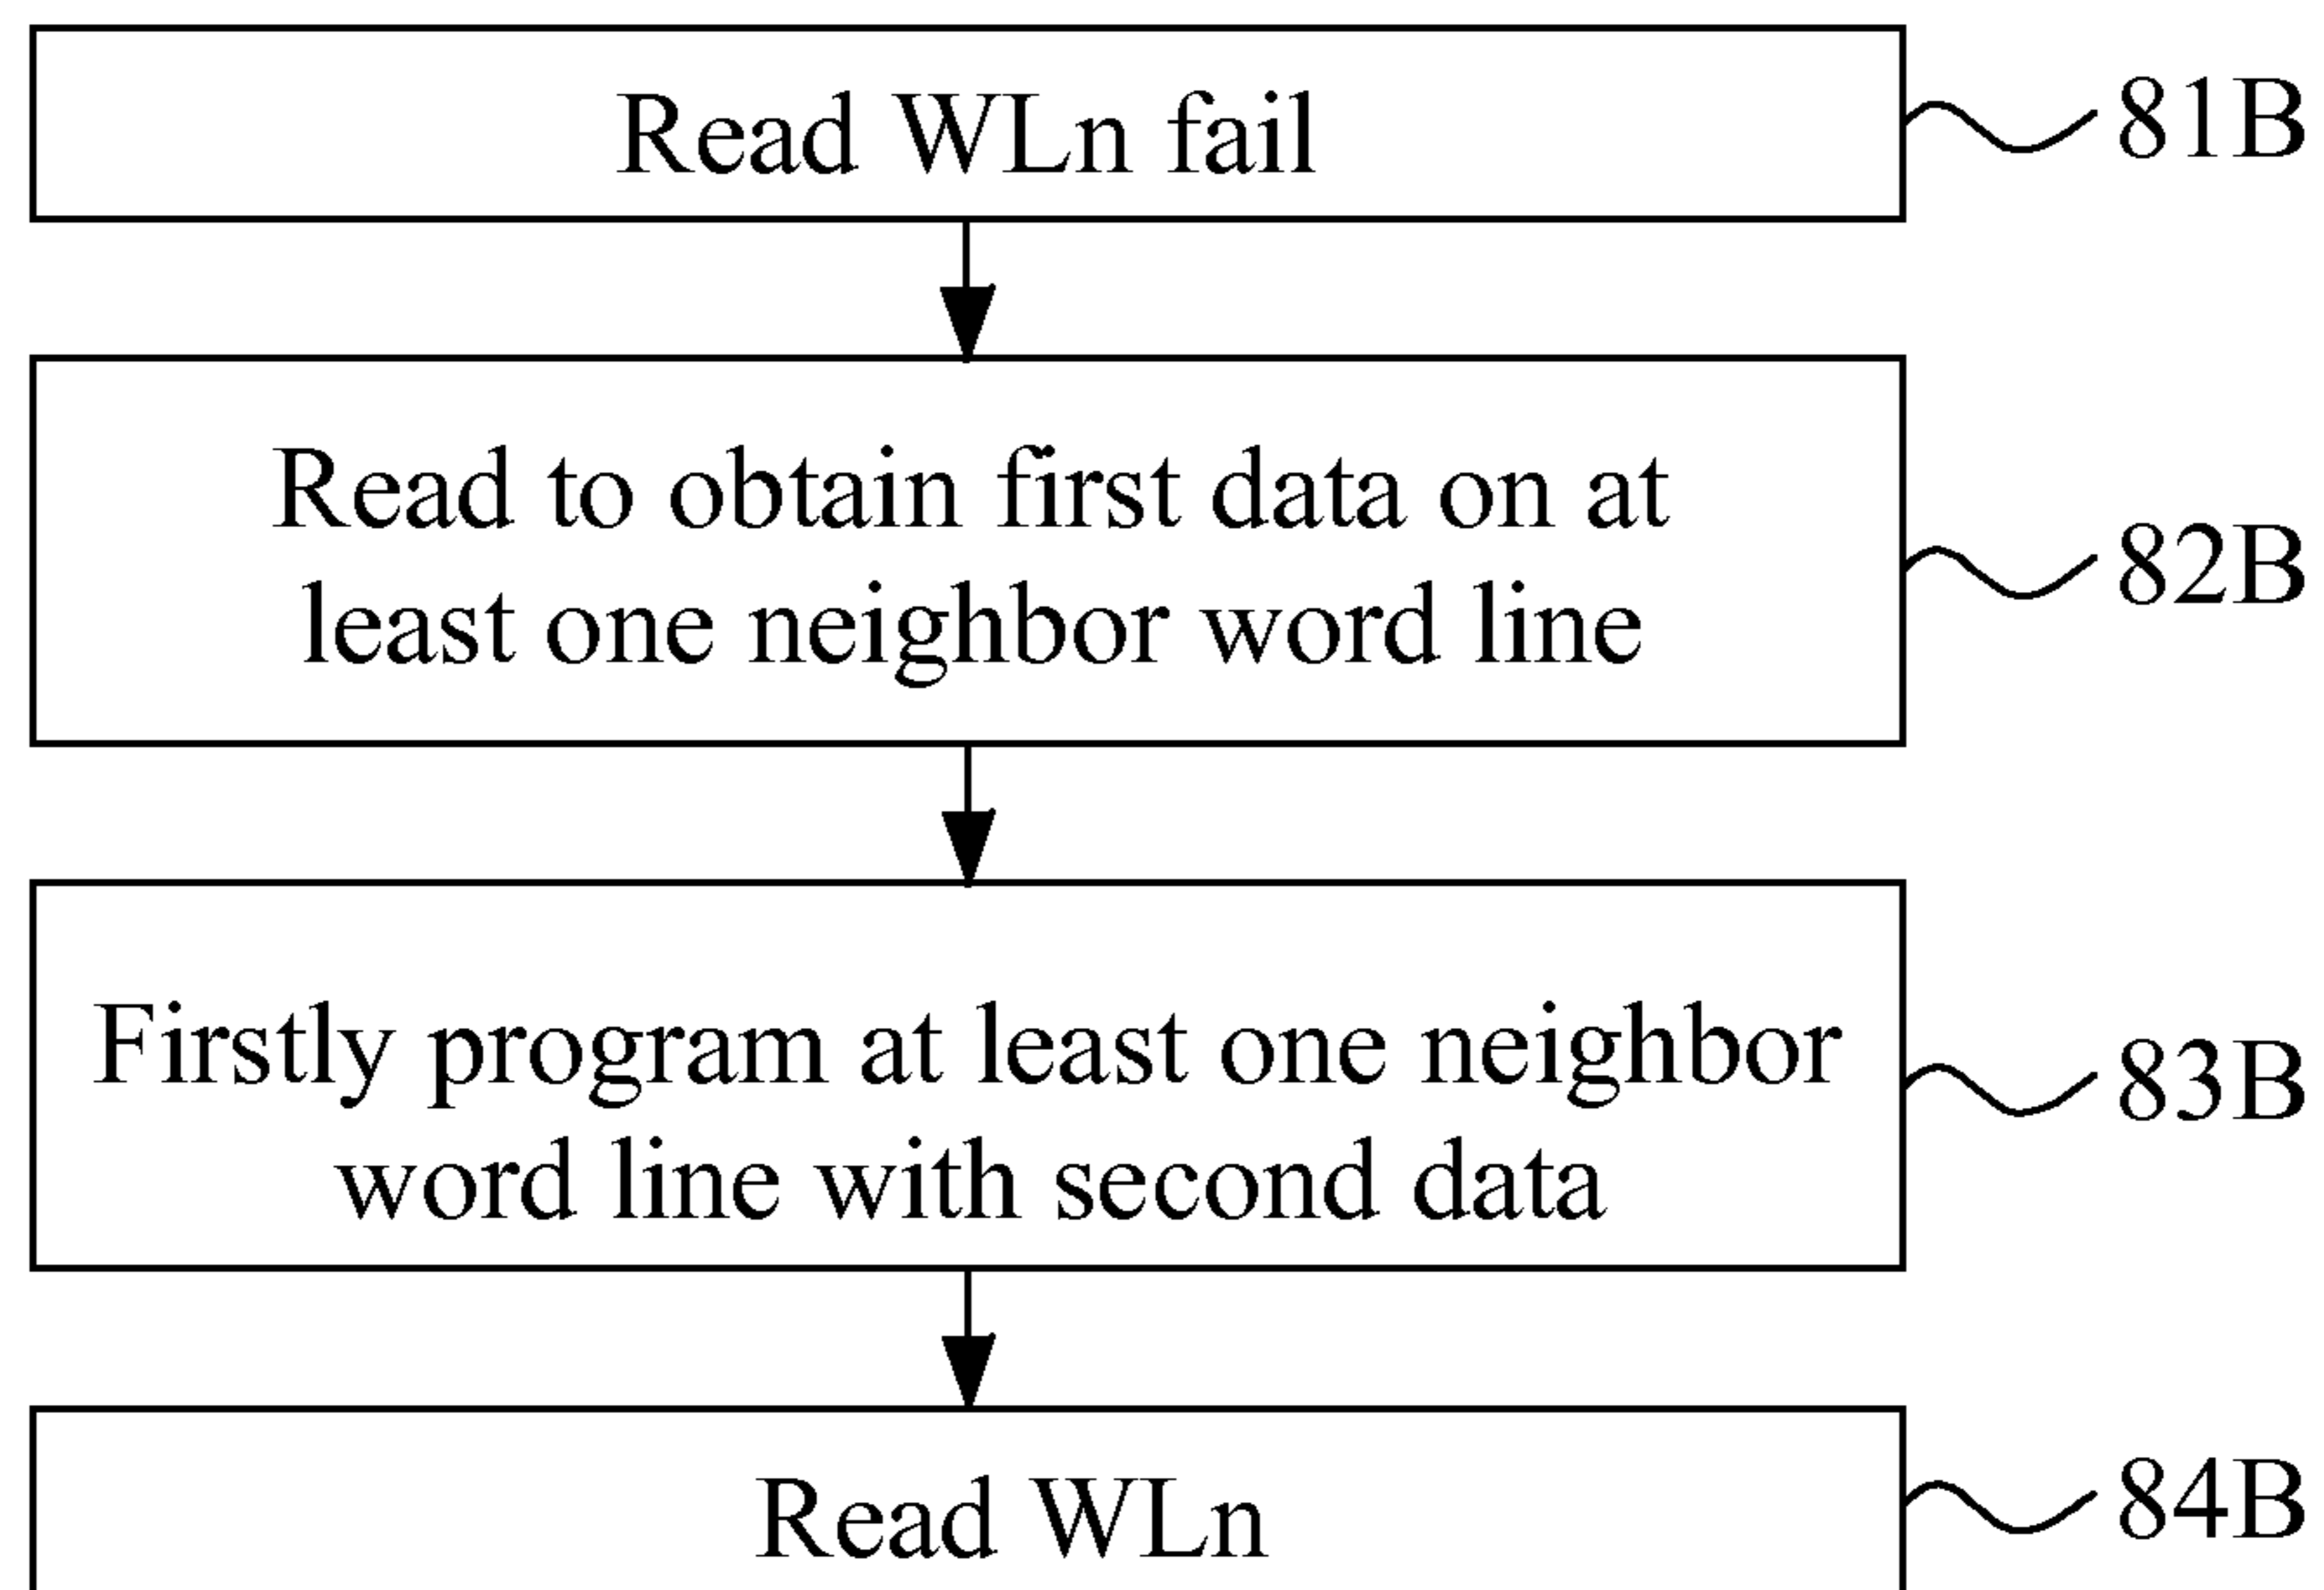 Read WLn fail
81B
Read to obtain first data on at
least one neighbor word line
82B
Firstly program at least one neighbor
word line with second data
83B
Read WLn
84B